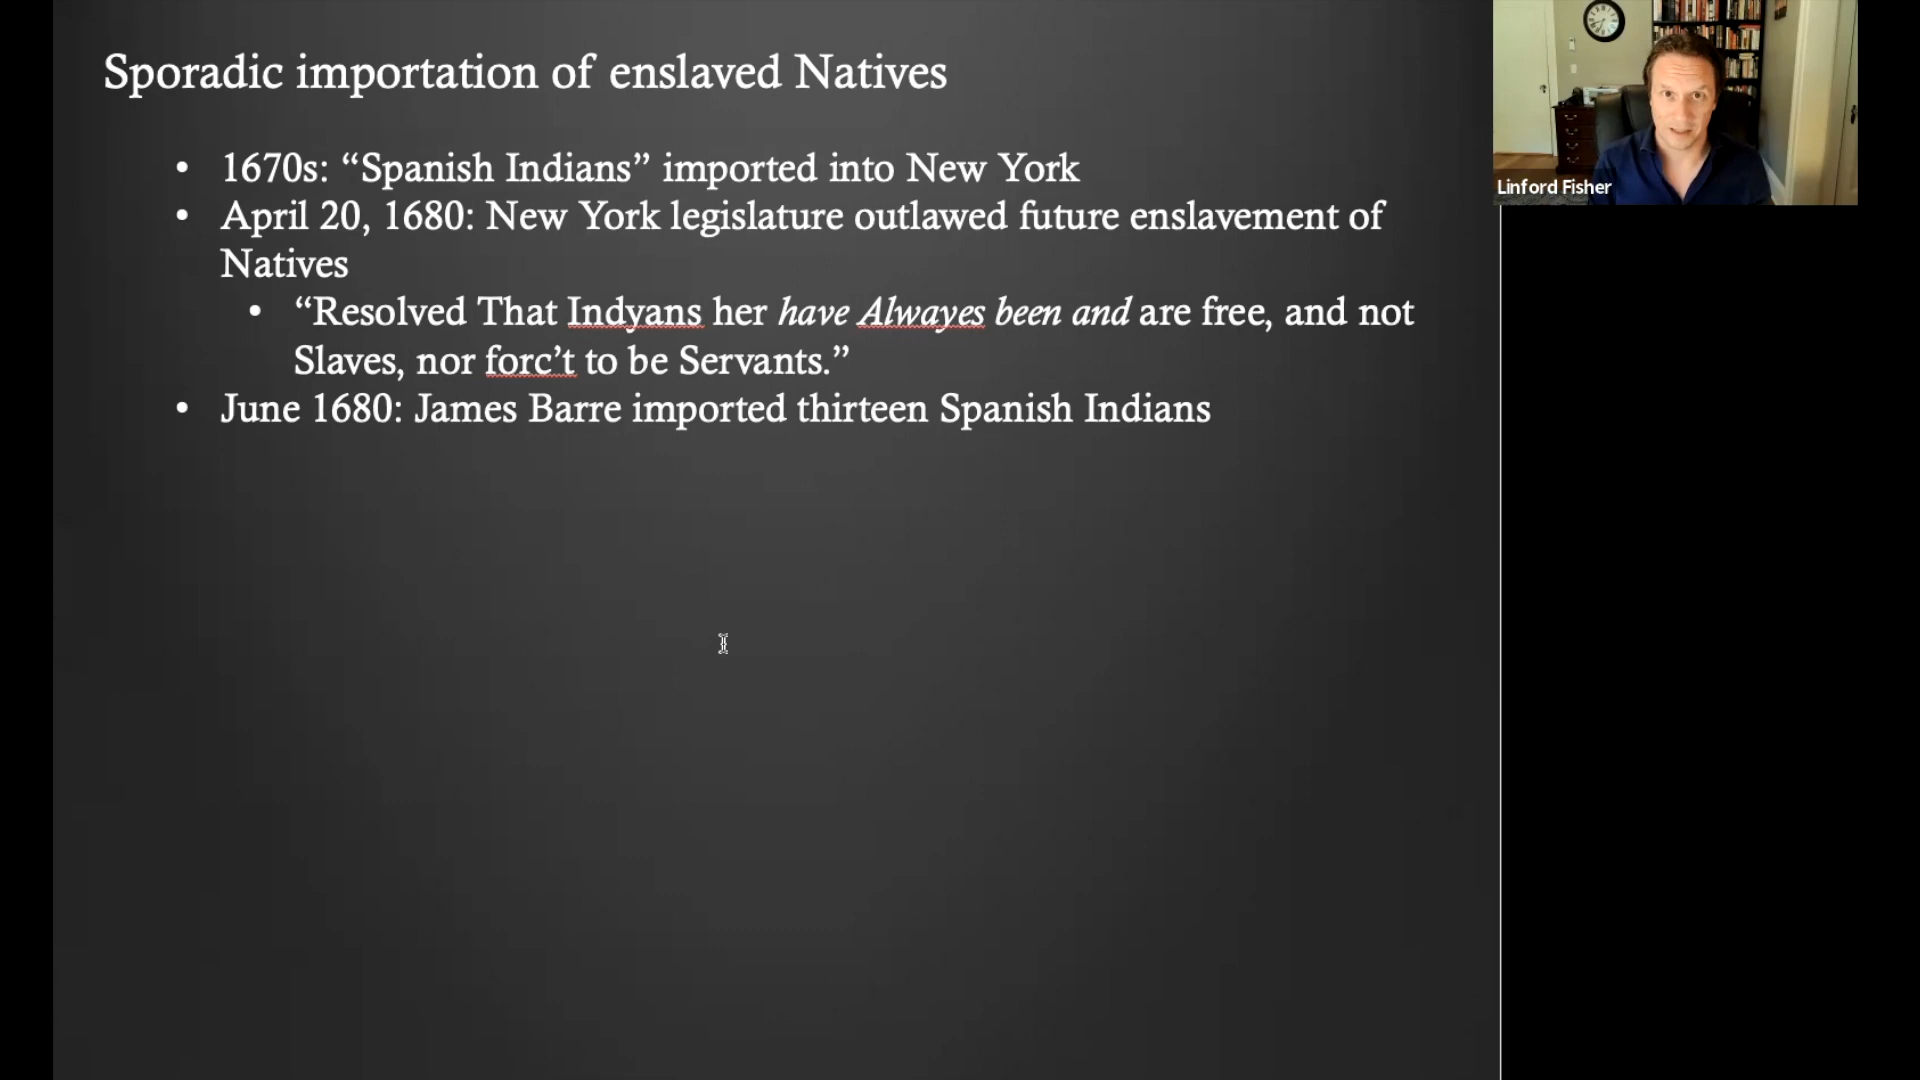 Sporadic importation of enslaved Natives
• 1670s: “Spanish Indians” imported into New York
• April 20, 1680: New York legislature outlawed future enslavement of
Natives
• “Resolved That Indyans her have Alwayes been and are free, and not
Slaves, nor forc’t to be Servants.”
• June 1680: James Barre imported thirteen Spanish Indians
Linford Fisher